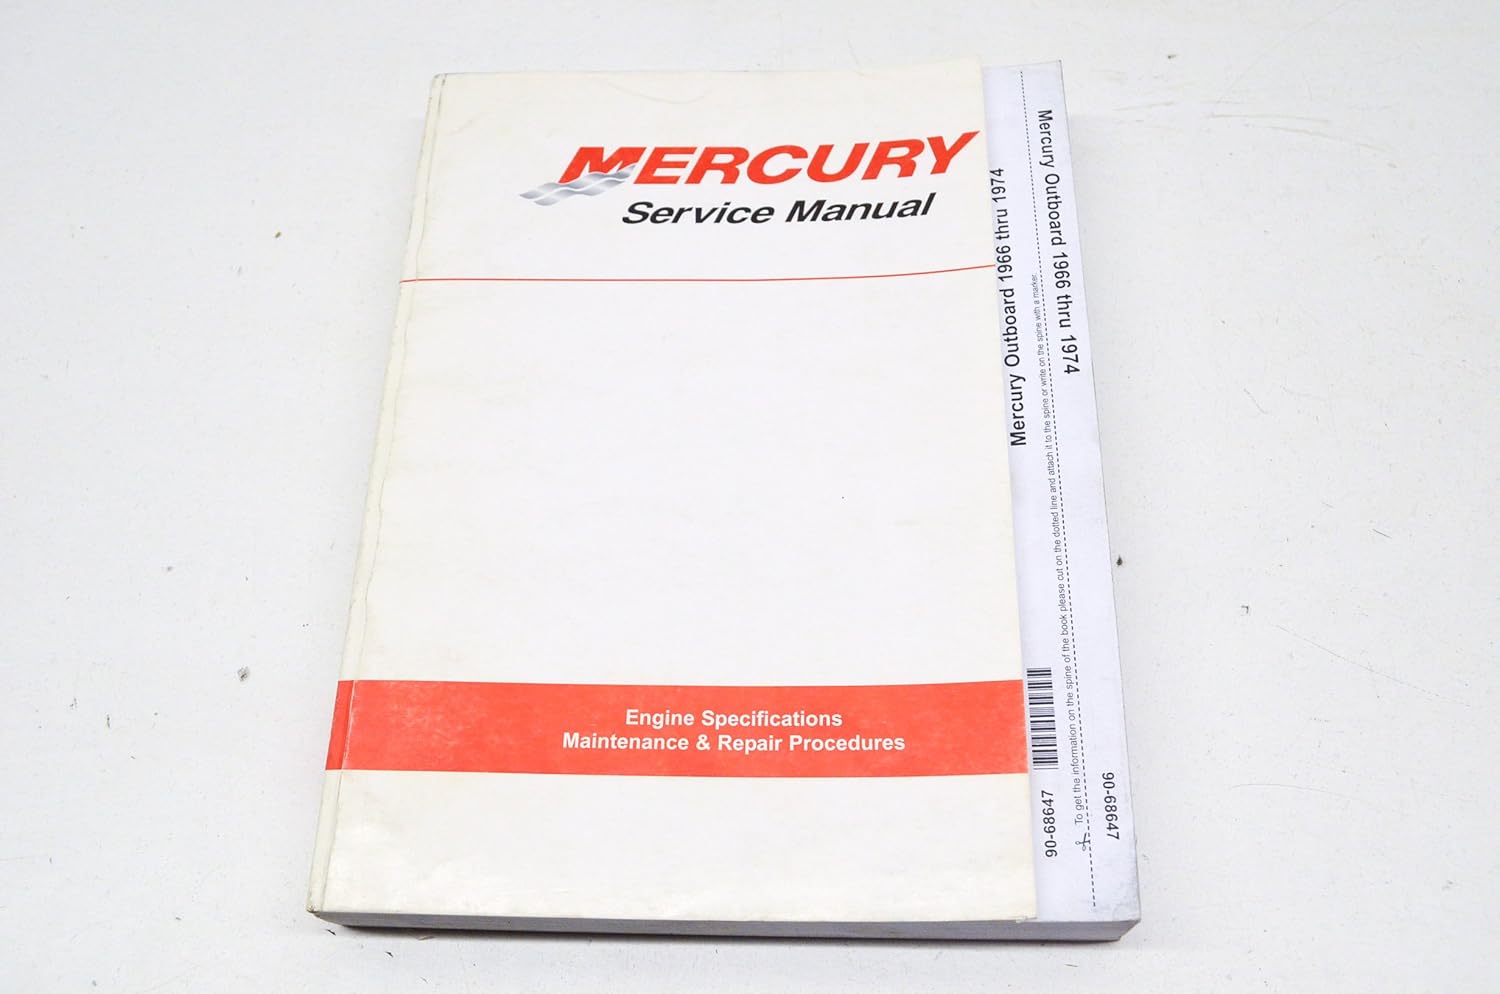 MERCURY
Service Manual
Engine Specifications
Maintenance & Repair Procedures
Mercury Outboard 1966 thru 1974
90-68647
To get the information on the spine of the book please cut on the dotted line and attach it to the spine or write on the spine with a marker.
Mercury Outboard 1966 thru 1974
90-68647